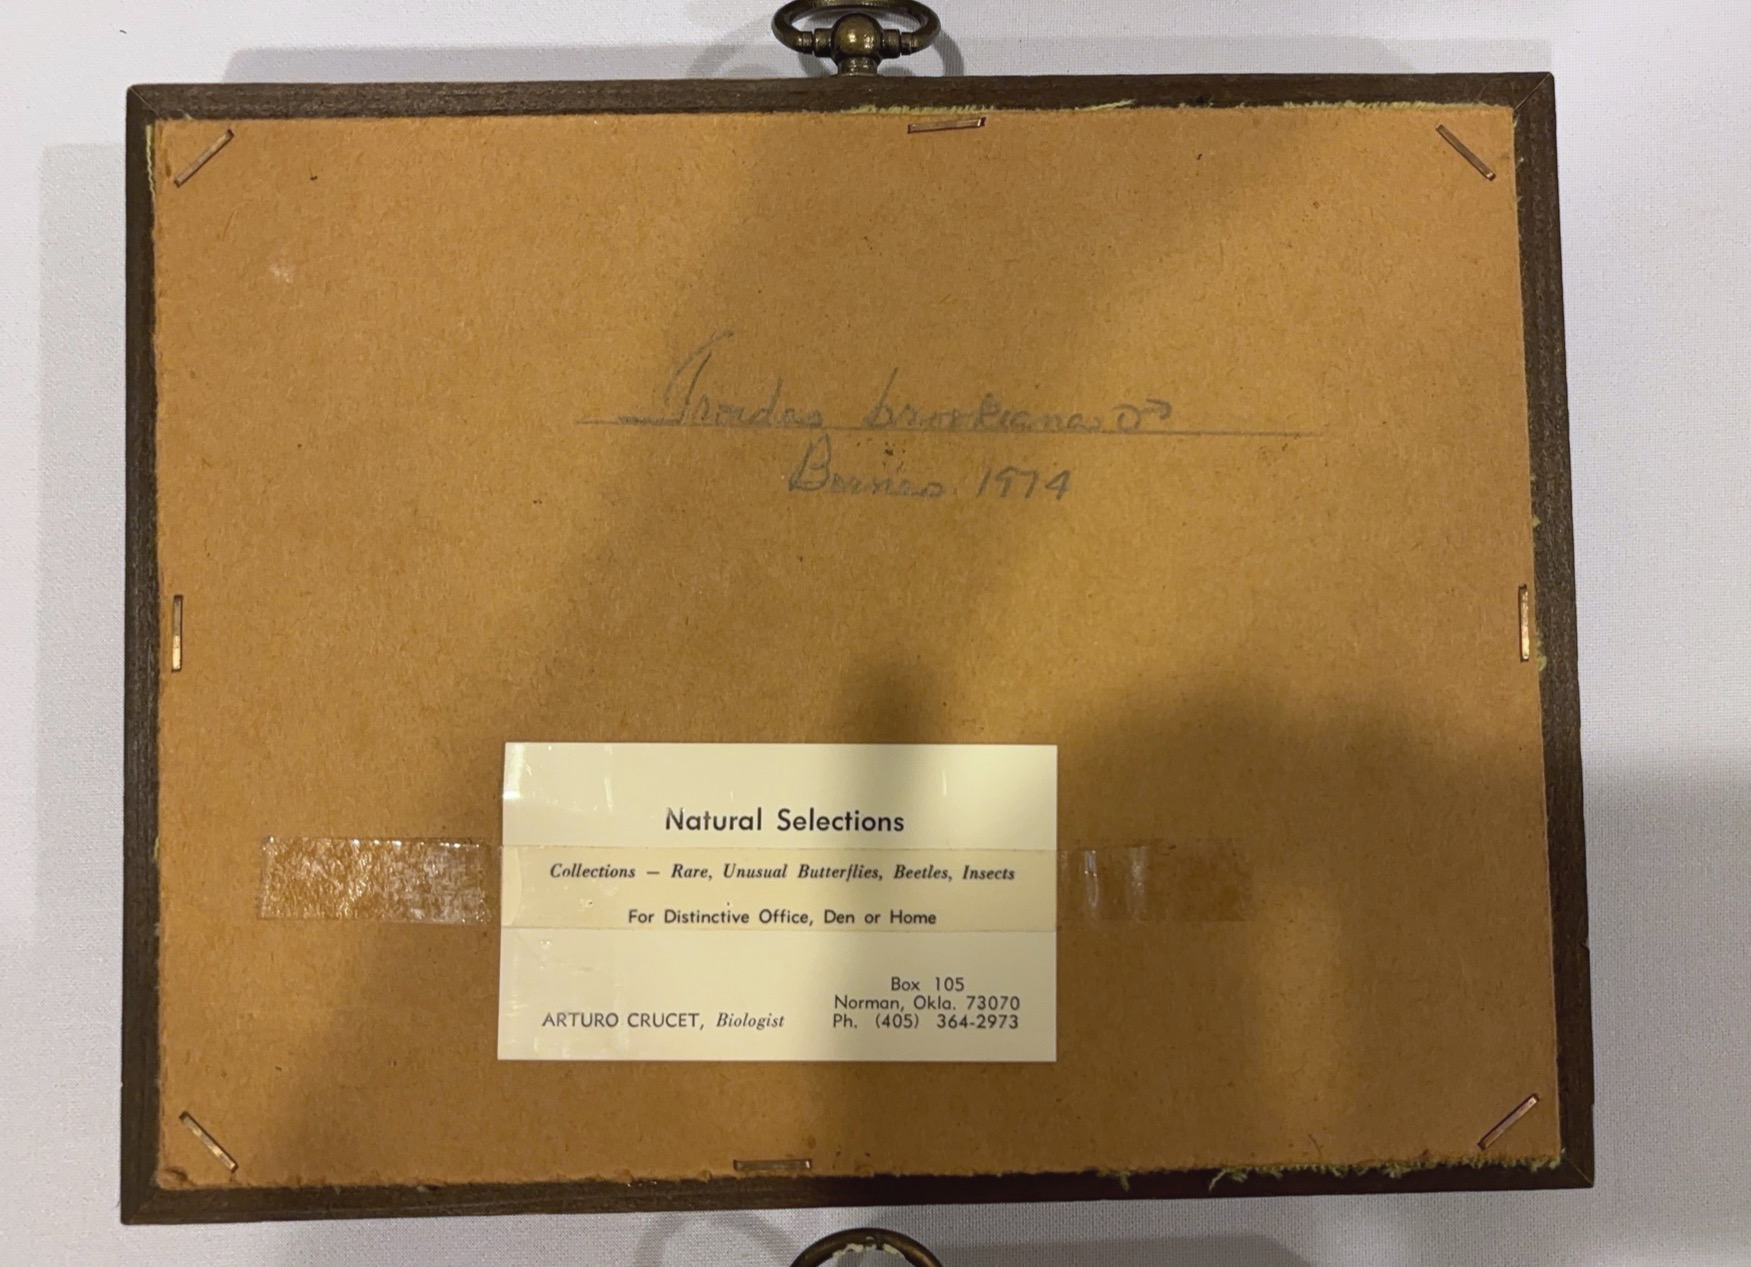 Troides brookiana ♂
Borneo 1974
Natural Selections
Collections — Rare, Unusual Butterflies, Beetles, Insects
For Distinctive Office, Den or Home
Box 105
Norman, Okla. 73070
ARTURO CRUCET, Biologist
Ph. (405) 364-2973